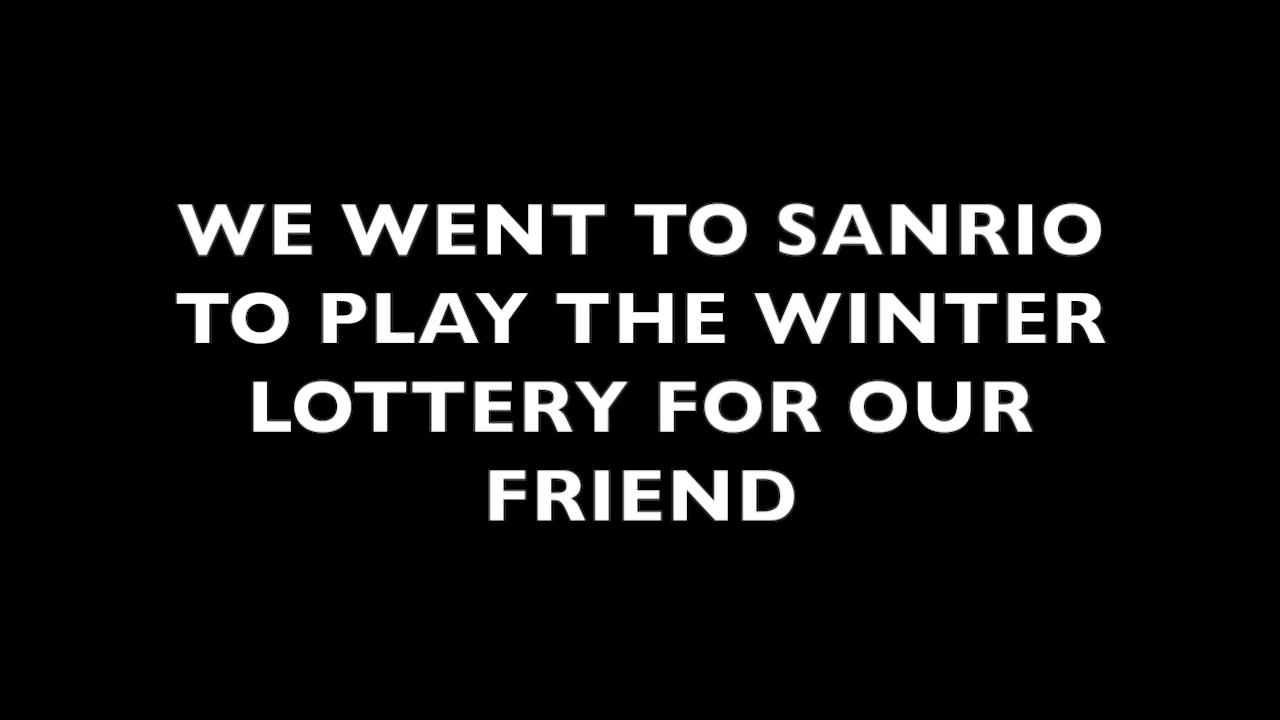 WE WENT TO SANRIO
TO PLAY THE WINTER
LOTTERY FOR OUR
FRIEND